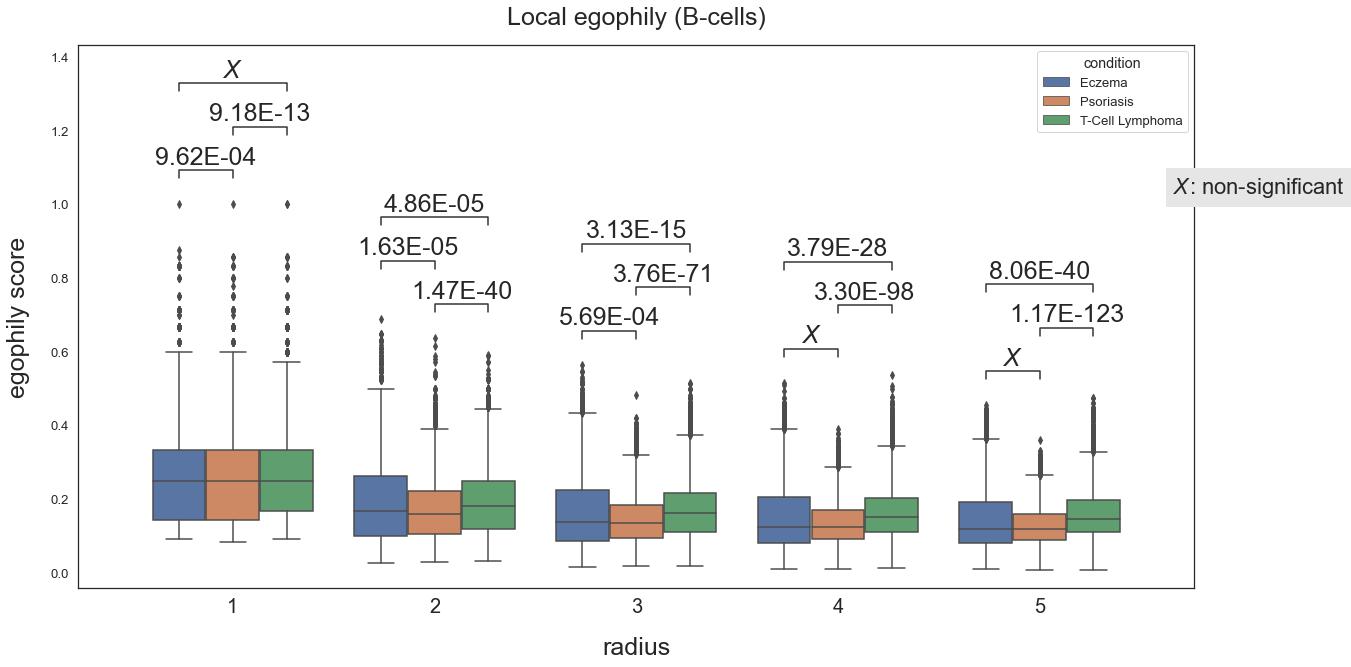 Local egophily (B-cells)
1.4
1.2
1.0
0.8
0.6
0.4
0.2
0.0
egophily score
condition
Eczema
Psoriasis
T-Cell Lymphoma
X: non-significant
X
9.18E-13
9.62E-04
4.86E-05
1.63E-05
1.47E-40
3.13E-15
3.76E-71
5.69E-04
3.79E-28
3.30E-98
X
8.06E-40
1.17E-123
X
1 2 3 4 5
radius